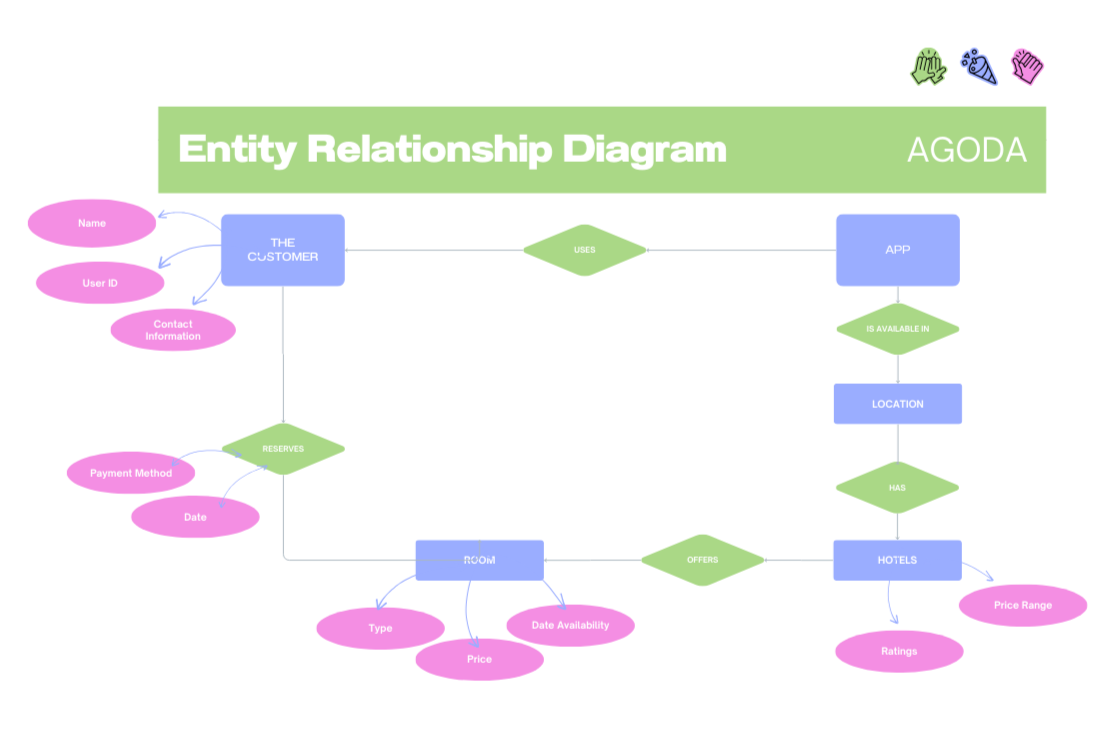 Entity Relationship Diagram
AGODA
Name
THE
CUSTOMER
USES
APP
User ID
Contact
Information
IS AVAILABLE IN
LOCATION
RESERVES
Payment Method
HAS
Date
ROOM
OFFERS
HOTELS
Price Range
Type
Date Availability
Ratings
Price